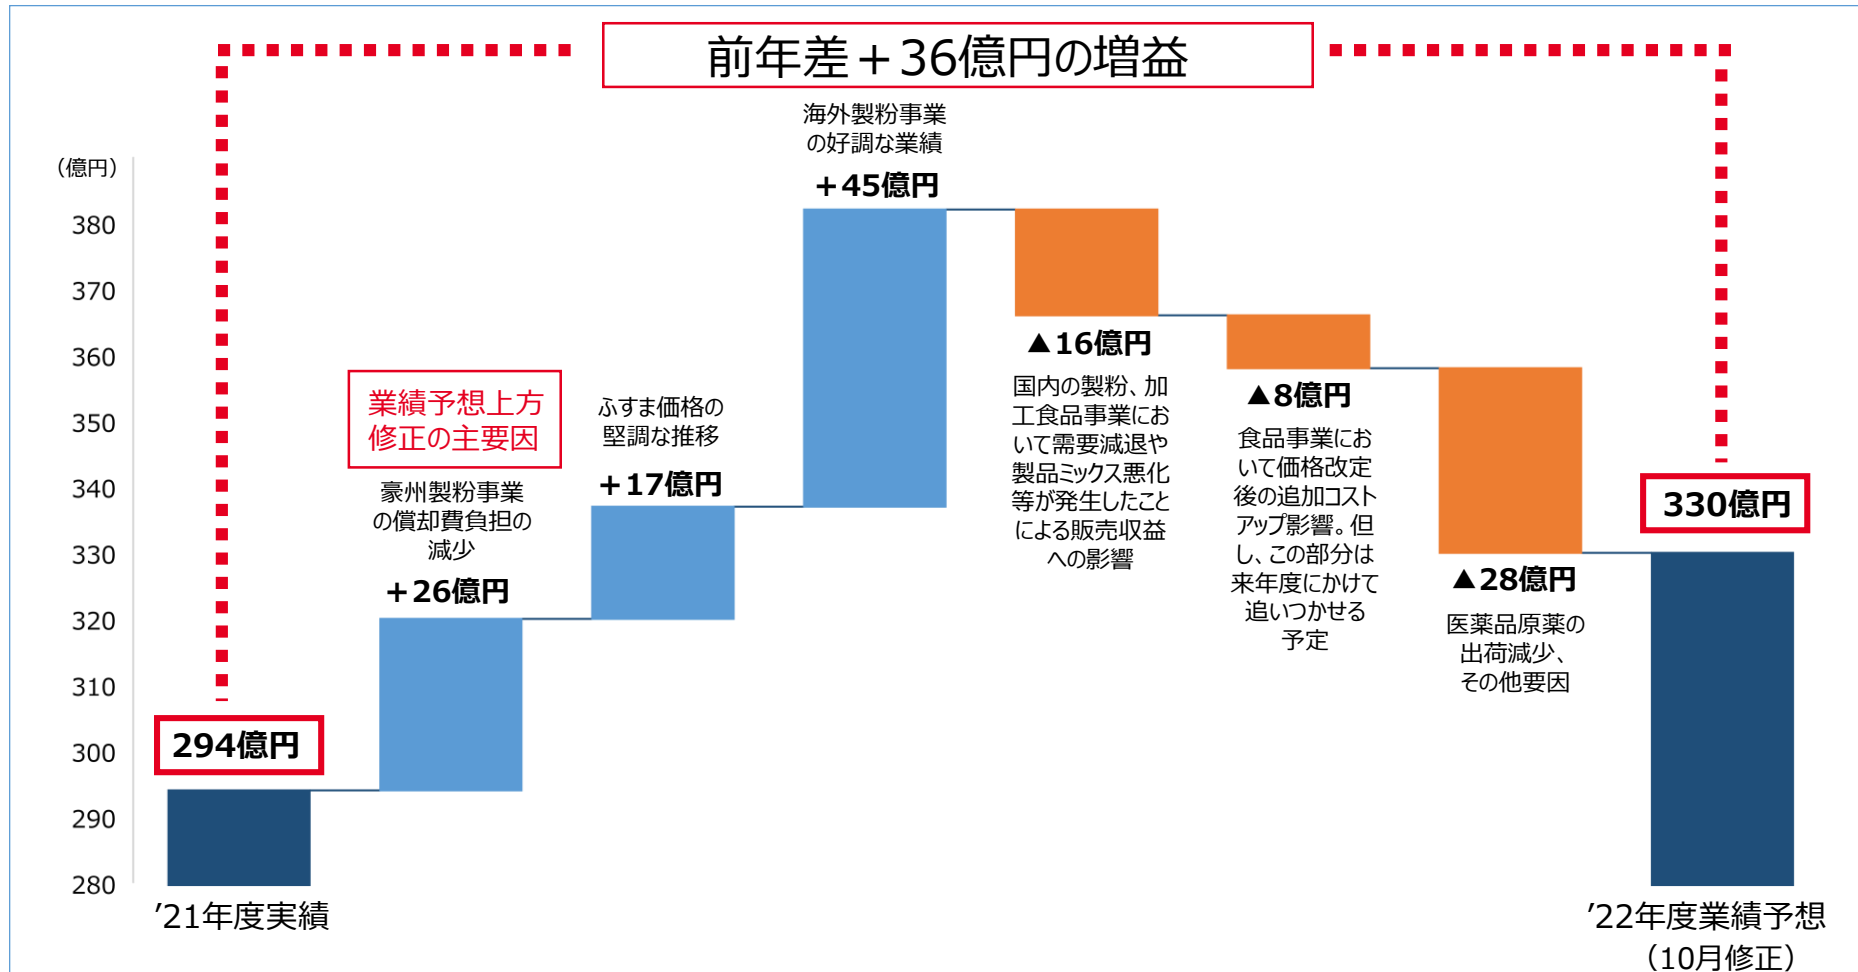 前年差＋36億円の増益
（億円）
380
370
360
350
340
330
320
310
300
290
280
294億円
’21年度実績
業績予想上方
修正の主要因
豪州製粉事業
の償却費負担の
減少
＋26億円
ふすま価格の
堅調な推移
＋17億円
海外製粉事業
の好調な業績
＋45億円
▲16億円
国内の製粉、加
工食品事業にお
いて需要減退や
製品ミックス悪化
等が発生したこと
による販売収益
への影響
▲8億円
食品事業にお
いて価格改定
後の追加コスト
アップ影響。但
し、この部分は
来年度にかけて
追いつかせる
予定
▲28億円
医薬品原薬の
出荷減少、
その他要因
330億円
’22年度業績予想
（10月修正）